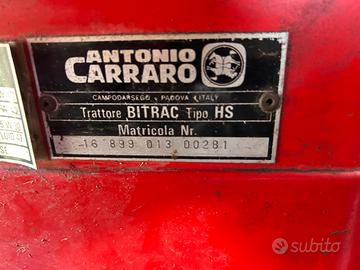 ANTONIO
CARRARO
CAMPODARSEGO - PADOVA (ITALY)
Trattore BITRAC Tipo HS
Matricola Nr.
16 899 013 00281
subito